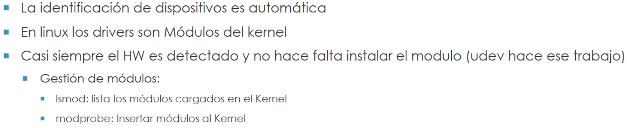 La identificación de dispositivos es automática
En linux los drivers son Módulos del kernel
Casi siempre el HW es detectado y no hace falta instalar el modulo (udev hace ese trabajo)
Gestión de módulos:
lsmod: lista los módulos cargados en el Kernel
modprobe: Insertar módulos al Kernel